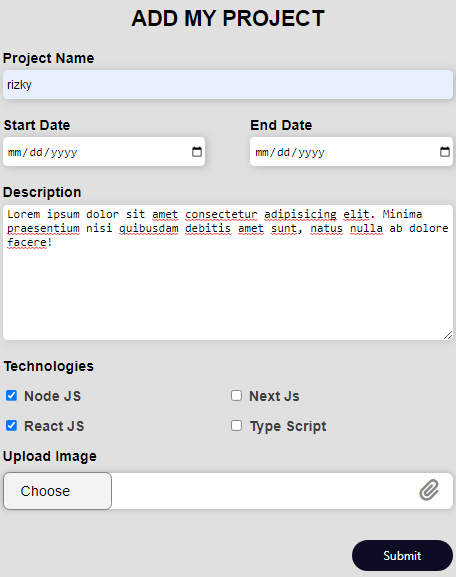 ADD MY PROJECT
Project Name
rizky
Start Date End Date
mm/dd/yyyy mm/dd/yyyy
Description
Lorem ipsum dolor sit amet consectetur adipisicing elit. Minima
praesentium nisi quibusdam debitis amet sunt, natus nulla ab dolore
facere!
Technologies
Node JS Next Js
React JS Type Script
Upload Image
Choose
Submit